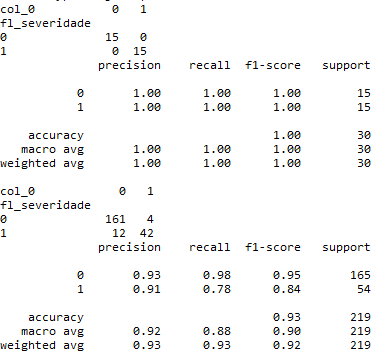 col_0 0 1
fl_severidade
0 15 0
1 0 15
precision recall f1-score support
0 1.00 1.00 1.00 15
1 1.00 1.00 1.00 15
accuracy 1.00 30
macro avg 1.00 1.00 1.00 30
weighted avg 1.00 1.00 1.00 30
col_0 0 1
fl_severidade
0 161 4
1 12 42
precision recall f1-score support
0 0.93 0.98 0.95 165
1 0.91 0.78 0.84 54
accuracy 0.93 219
macro avg 0.92 0.88 0.90 219
weighted avg 0.93 0.93 0.92 219